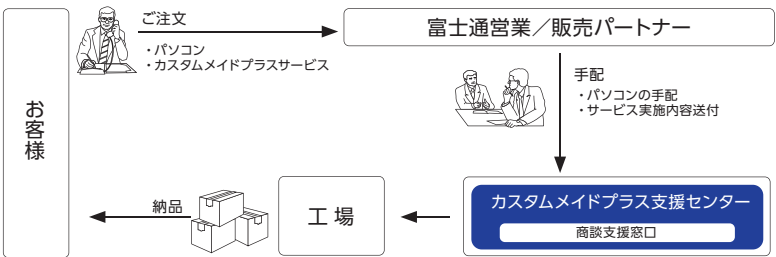 お客様
ご注文
・パソコン
・カスタムメイドプラスサービス
富士通営業／販売パートナー
手配
・パソコンの手配
・サービス実施内容送付
カスタムメイドプラス支援センター
商談支援窓口
工場
納品